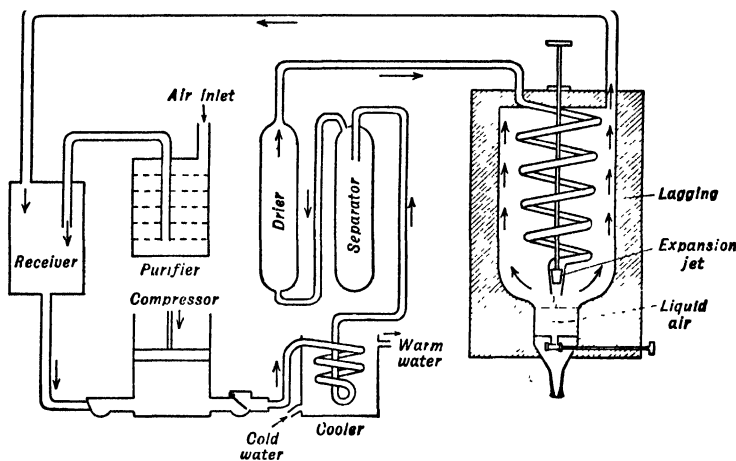 Air inlet
Drier
Separator
Lagging
Receiver
Purifier
Expansion
jet
Compressor
Liquid
air
Warm
water
Cold
water
Cooler